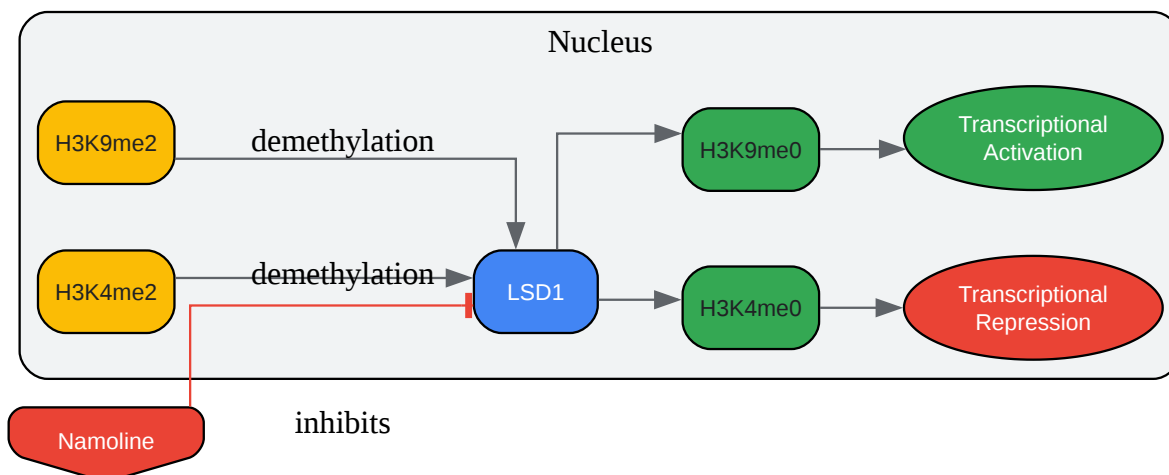 Nucleus
H3K9me2
demethylation
H3K9me0
Transcriptional
Activation
H3K4me2
demethylation
LSD1
H3K4me0
Transcriptional
Repression
inhibits
Namoline